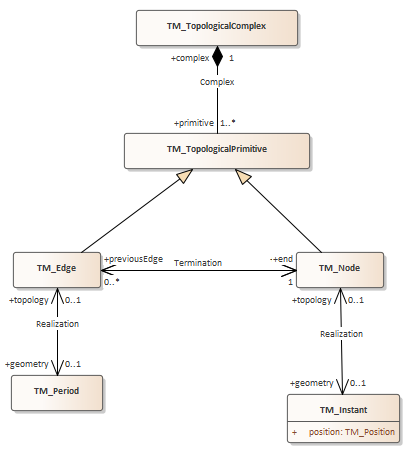 TM_TopologicalComplex
+complex 1
Complex
+primitive 1..*
TM_TopologicalPrimitive
TM_Edge
+previousEdge
0..*
Termination
-+end
1
TM_Node
+topology 0..1
Realization
+geometry 0..1
TM_Period
+topology 0..1
Realization
+geometry 0..1
TM_Instant
+ position: TM_Position